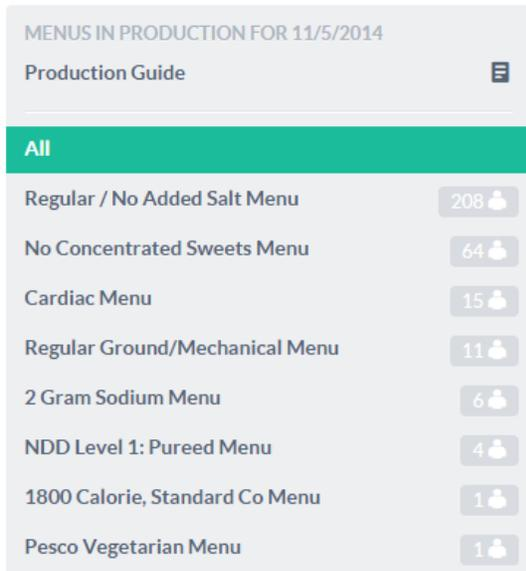 MENUS IN PRODUCTION FOR 11/5/2014
Production Guide
All
Regular / No Added Salt Menu 208
No Concentrated Sweets Menu 64
Cardiac Menu 15
Regular Ground/Mechanical Menu 11
2 Gram Sodium Menu 6
NDD Level 1: Pureed Menu 4
1800 Calorie, Standard Co Menu 1
Pesco Vegetarian Menu 1